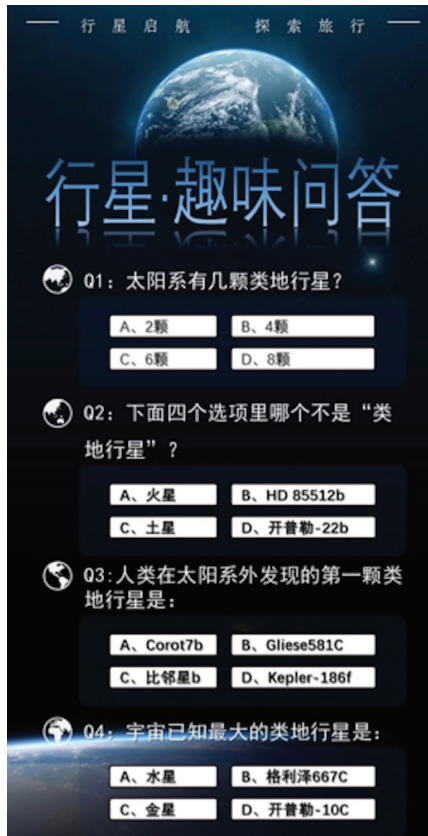 行星启航 探索旅行
行星·趣味问答
Q1：太阳系有几颗类地行星？
A、2颗 B、4颗
C、6颗 D、8颗
Q2：下面四个选项里哪个不是“类
地行星”？
A、火星 B、HD 85512b
C、土星 D、开普勒-22b
Q3:人类在太阳系外发现的第一颗类
地行星是：
A、Corot7b B、Gliese581C
C、比邻星b D、Kepler-186f
Q4：宇宙已知最大的类地行星是：
A、水星 B、格利泽667C
C、金星 D、开普勒-10C